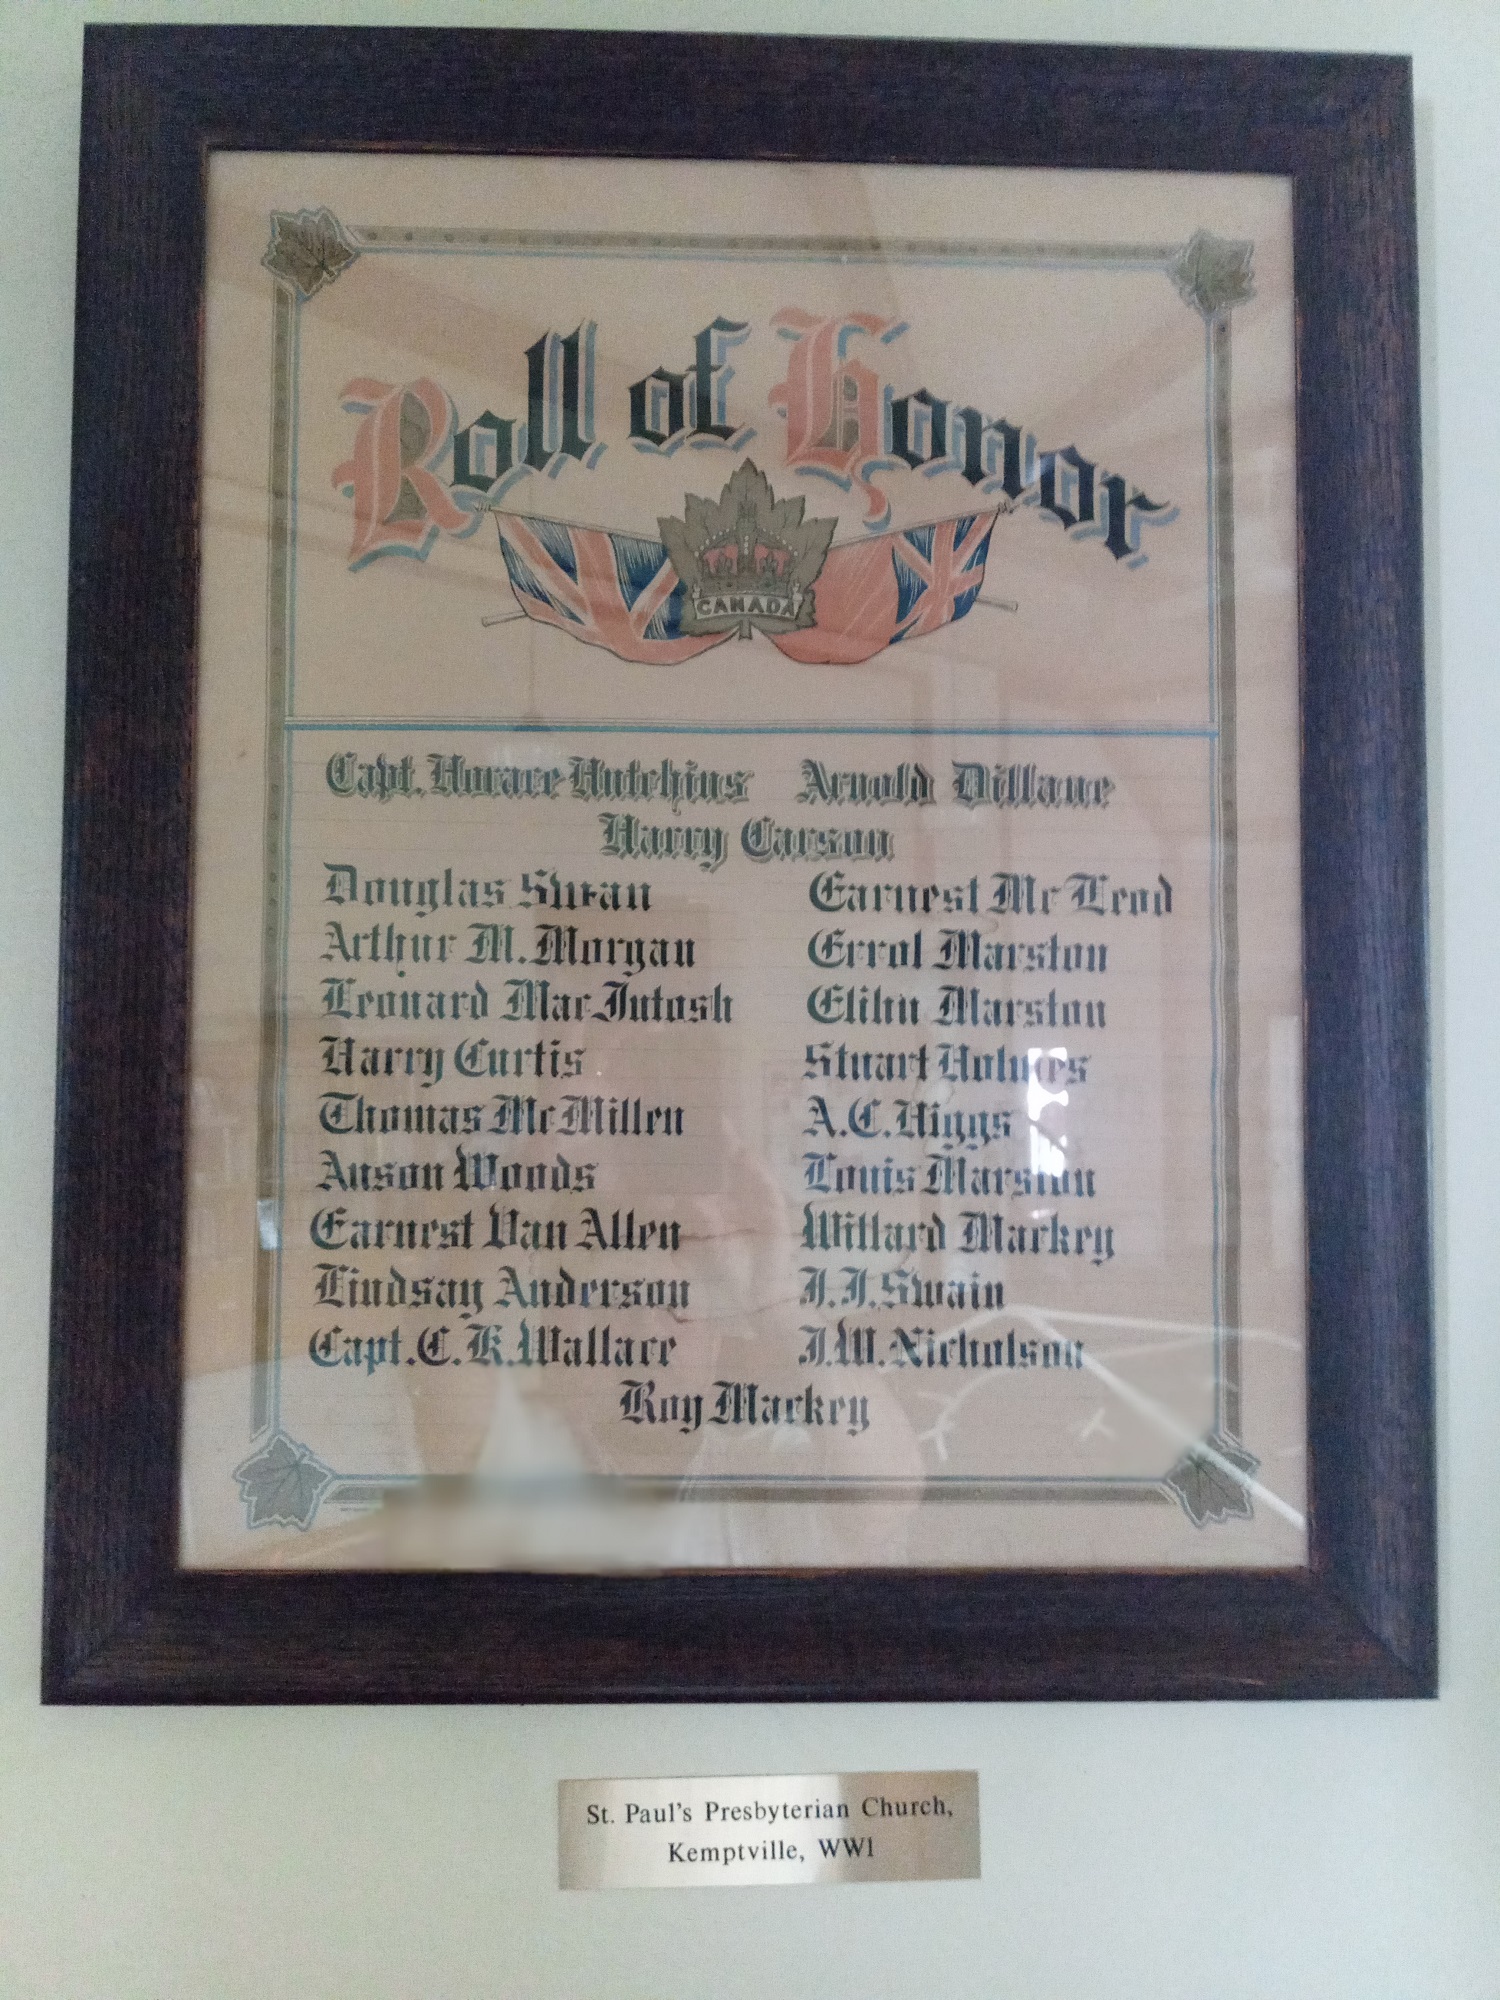 Roll of Honor
CANADA
Capt. Horace Hutchins Arnold Dillane
Harry Carson
Douglas Swan Earnest McLeod
Arthur M. Morgan Errol Marston
Leonard MacIntosh Elihu Marston
Harry Curtis Stuart Holmes
Thomas McMillen A.C. Higgs
Anson Woods Louis Marston
Earnest Van Allen Willard Mackey
Lindsay Anderson J.J. Swain
Capt. C. K. Wallace J.W. Nicholson
Roy Mackey
St. Paul's Presbyterian Church,
Kemptville, WW1